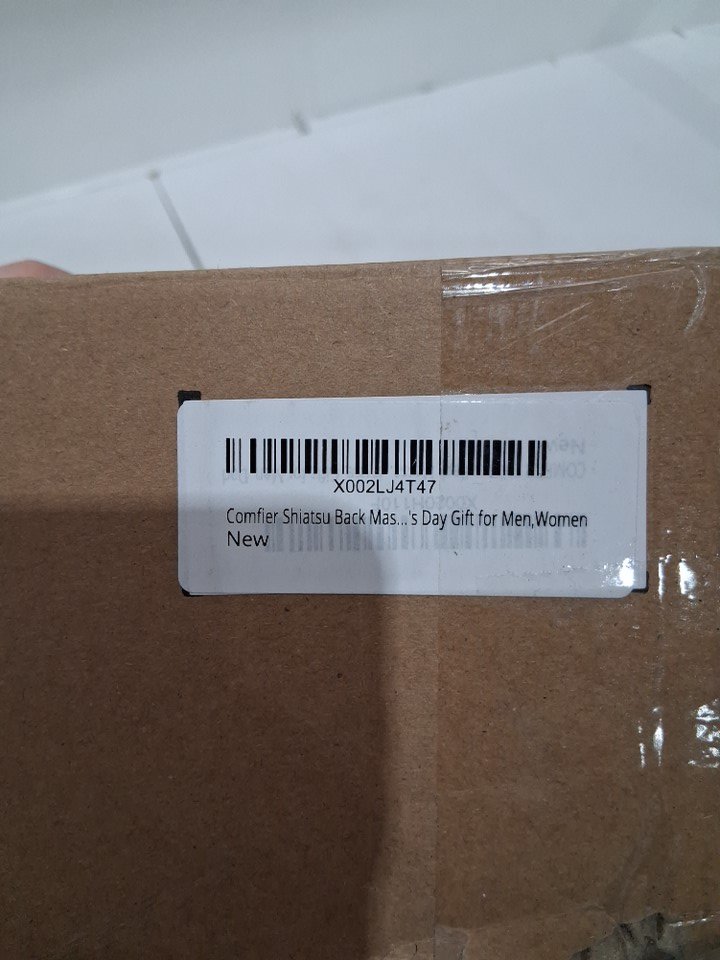 X002LJ4T47
Comfier Shiatsu Back Mas...'s Day Gift for Men,Women
New